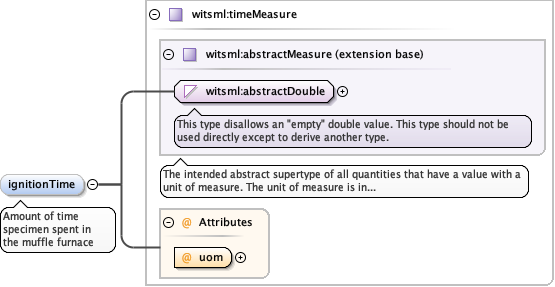 witsml:timeMeasure
witsml:abstractMeasure (extension base)
witsml:abstractDouble
This type disallows an "empty" double value. This type should not be
used directly except to derive another type.
The intended abstract supertype of all quantities that have a value with a
unit of measure. The unit of measure is in...
ignitionTime
Amount of time
specimen spent in
the muffle furnace
@ Attributes
@ uom